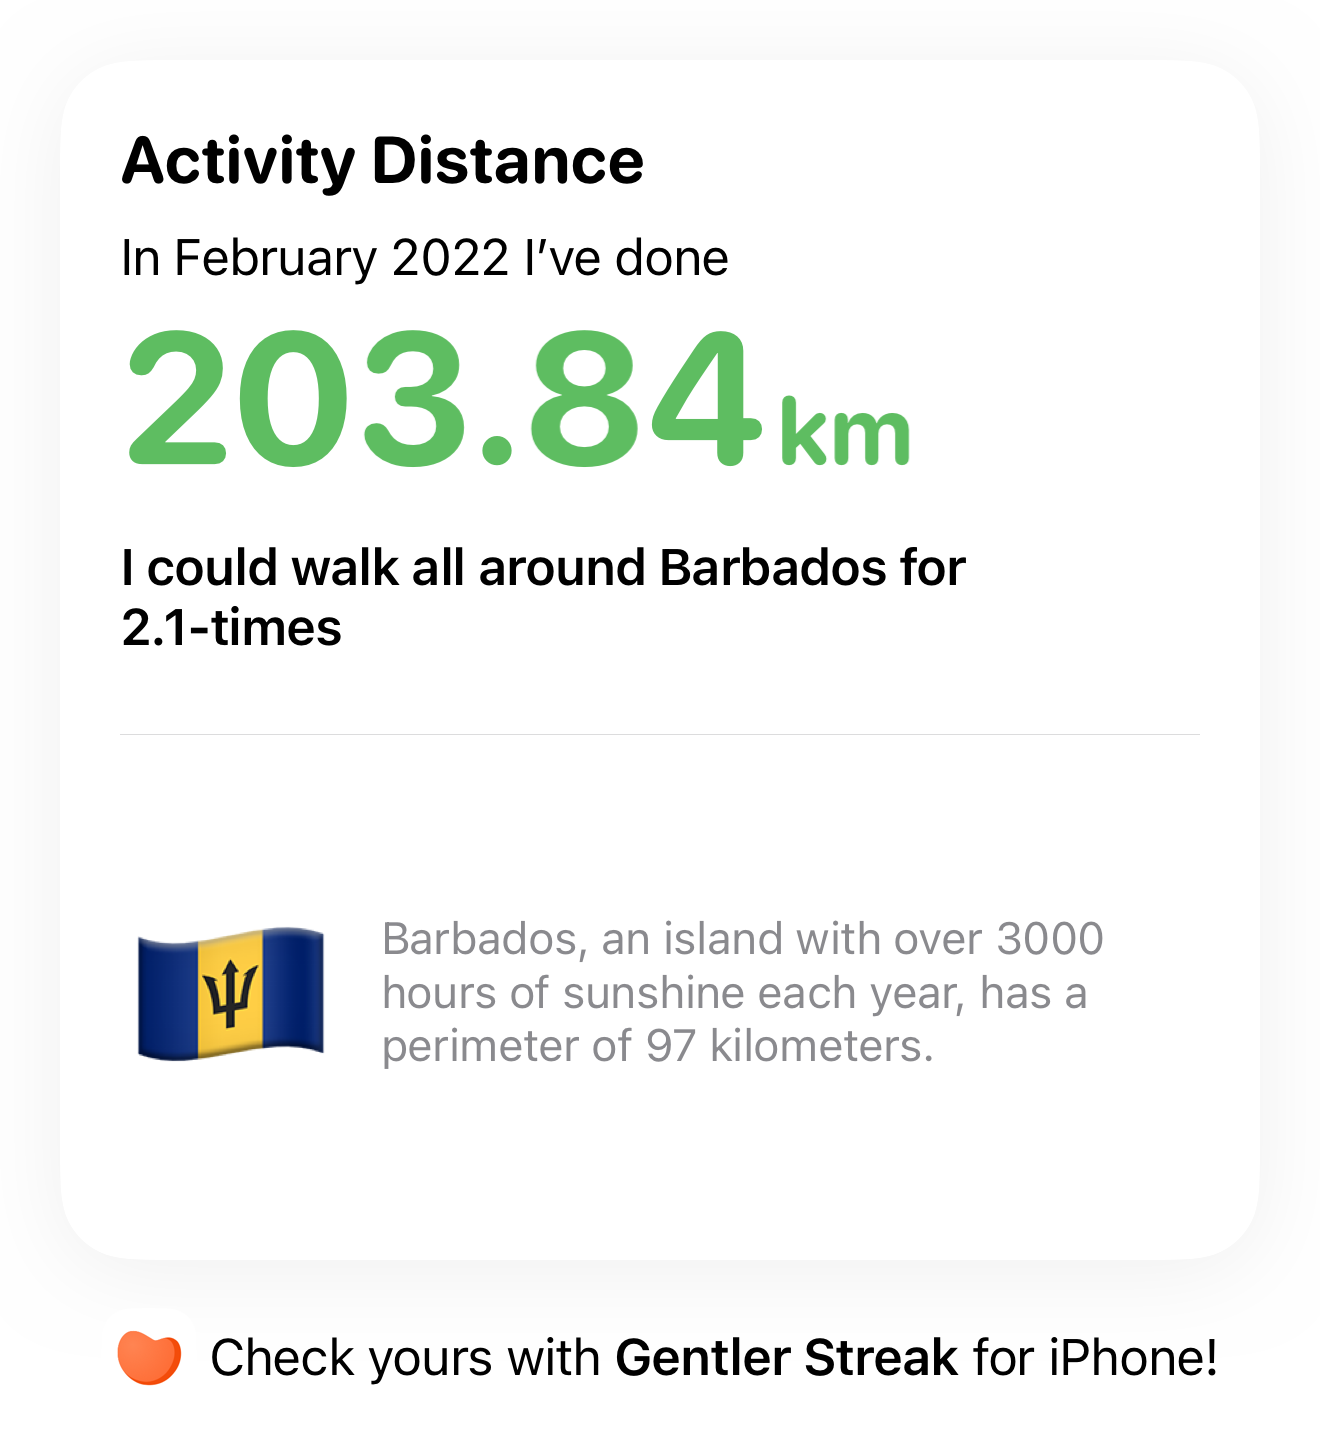 Activity Distance
In February 2022 I’ve done
203.84 km
I could walk all around Barbados for
2.1-times
Barbados, an island with over 3000
hours of sunshine each year, has a
perimeter of 97 kilometers.
Check yours with Gentler Streak for iPhone!